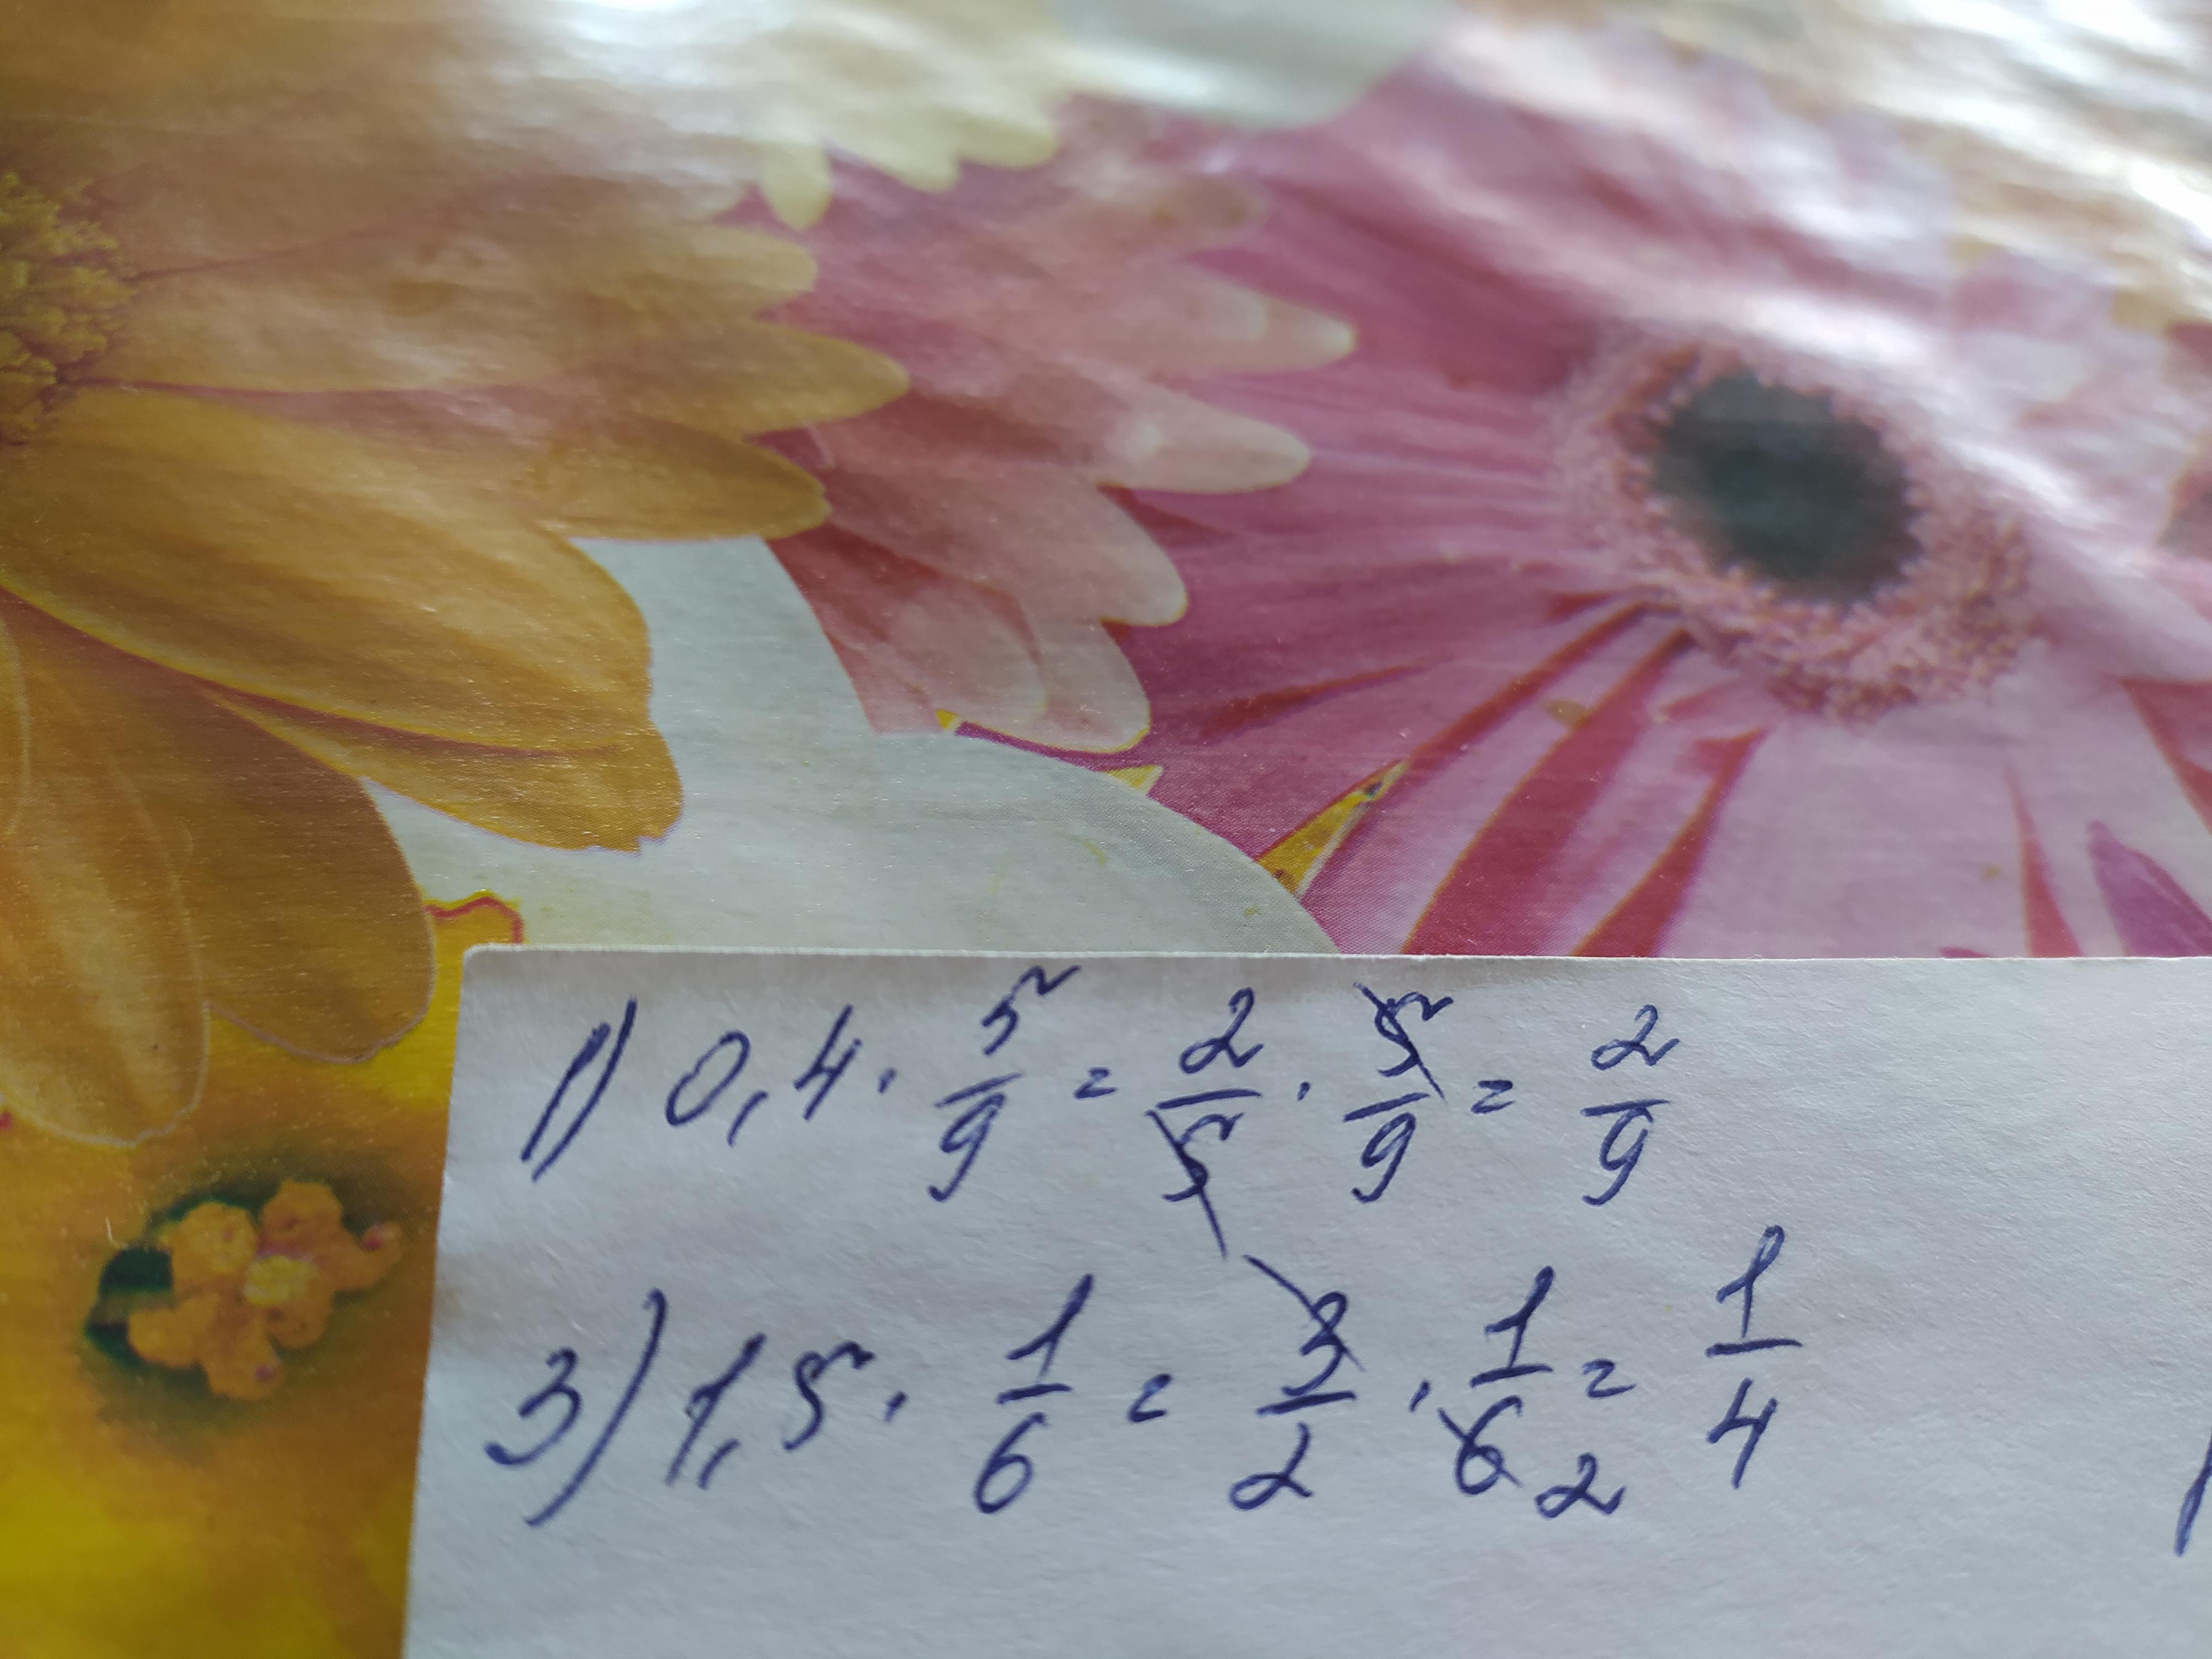 1) 0,4 · 5/9 = 2/5 · 5/9 = 2/9
3) 1,5 · 1/6 = 3/2 · 1/6 2 = 1/4